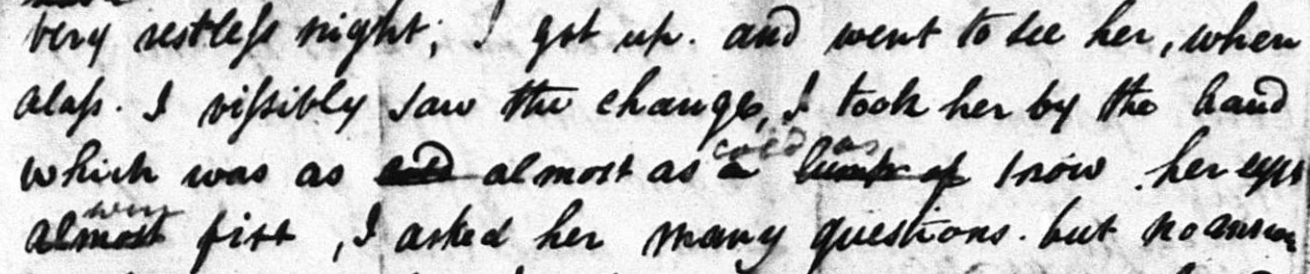 very restless night; I got up. and went to see her, when
alass. I vissibly saw the change, I took her by the hand
which was as cold almost as cold as a lump of snow. her eyes
almost very fixt, I asked her many questions. but no answer